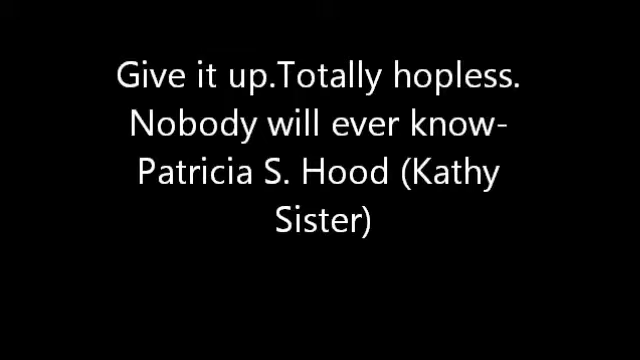 Give it up.Totally hopless.
Nobody will ever know-
Patricia S. Hood (Kathy
Sister)